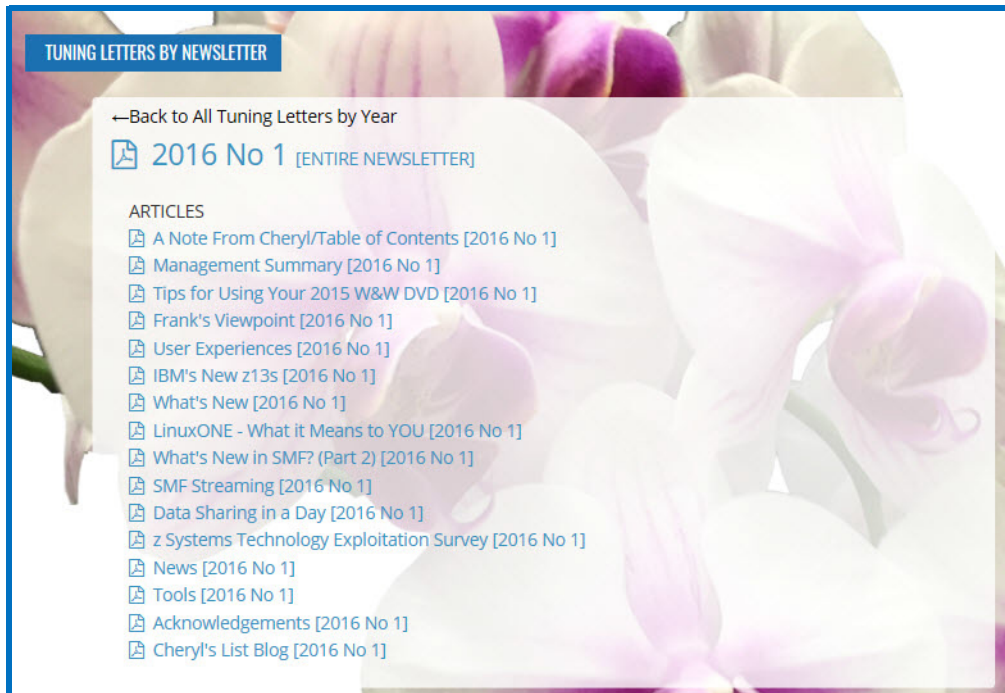 TUNING LETTERS BY NEWSLETTER
←Back to All Tuning Letters by Year
2016 No 1 [ENTIRE NEWSLETTER]
ARTICLES
A Note From Cheryl/Table of Contents [2016 No 1]
Management Summary [2016 No 1]
Tips for Using Your 2015 W&W DVD [2016 No 1]
Frank's Viewpoint [2016 No 1]
User Experiences [2016 No 1]
IBM's New z13s [2016 No 1]
What's New [2016 No 1]
LinuxONE - What it Means to YOU [2016 No 1]
What's New in SMF? (Part 2) [2016 No 1]
SMF Streaming [2016 No 1]
Data Sharing in a Day [2016 No 1]
z Systems Technology Exploitation Survey [2016 No 1]
News [2016 No 1]
Tools [2016 No 1]
Acknowledgements [2016 No 1]
Cheryl's List Blog [2016 No 1]